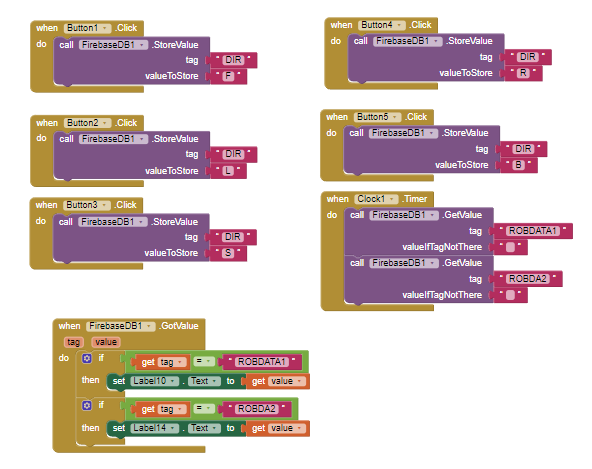 when Button1 .Click
do call FirebaseDB1 .StoreValue
tag " DIR "
valueToStore " F "
when Button4 .Click
do call FirebaseDB1 .StoreValue
tag " DIR "
valueToStore " R "
when Button2 .Click
do call FirebaseDB1 .StoreValue
tag " DIR "
valueToStore " L "
when Button5 .Click
do call FirebaseDB1 .StoreValue
tag " DIR "
valueToStore " B "
when Button3 .Click
do call FirebaseDB1 .StoreValue
tag " DIR "
valueToStore " S "
when Clock1 .Timer
do call FirebaseDB1 .GetValue
tag " ROBDATA1 "
valueIfTagNotThere " "
call FirebaseDB1 .GetValue
tag " ROBDA2 "
valueIfTagNotThere " "
when FirebaseDB1 .GotValue
tag value
do if get tag = " ROBDATA1 "
then set Label10 . Text to get value
if get tag = " ROBDA2 "
then set Label14 . Text to get value